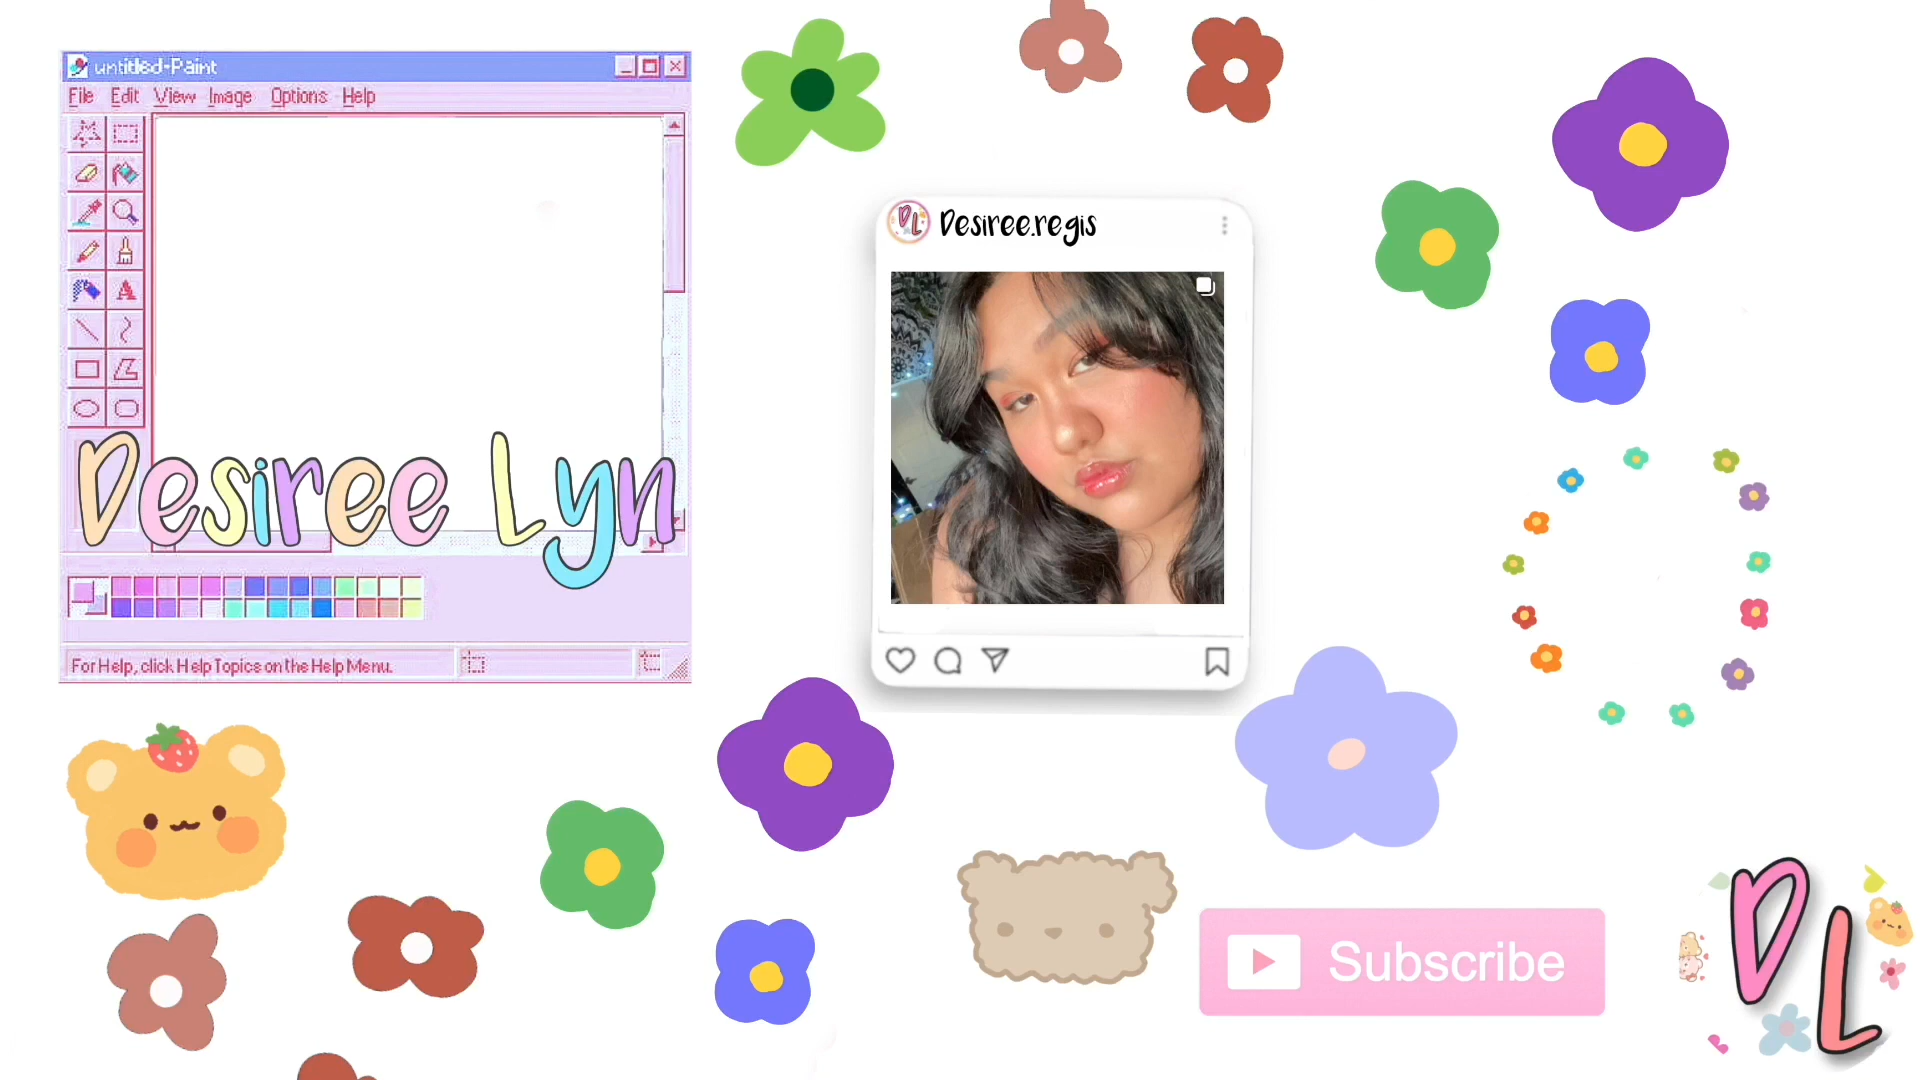 untitled-Paint
File Edit View Image Options Help
A
Desiree Lyn
For Help, click Help Topics on the Help Menu.
DL Desiree.regis
Subscribe
DL